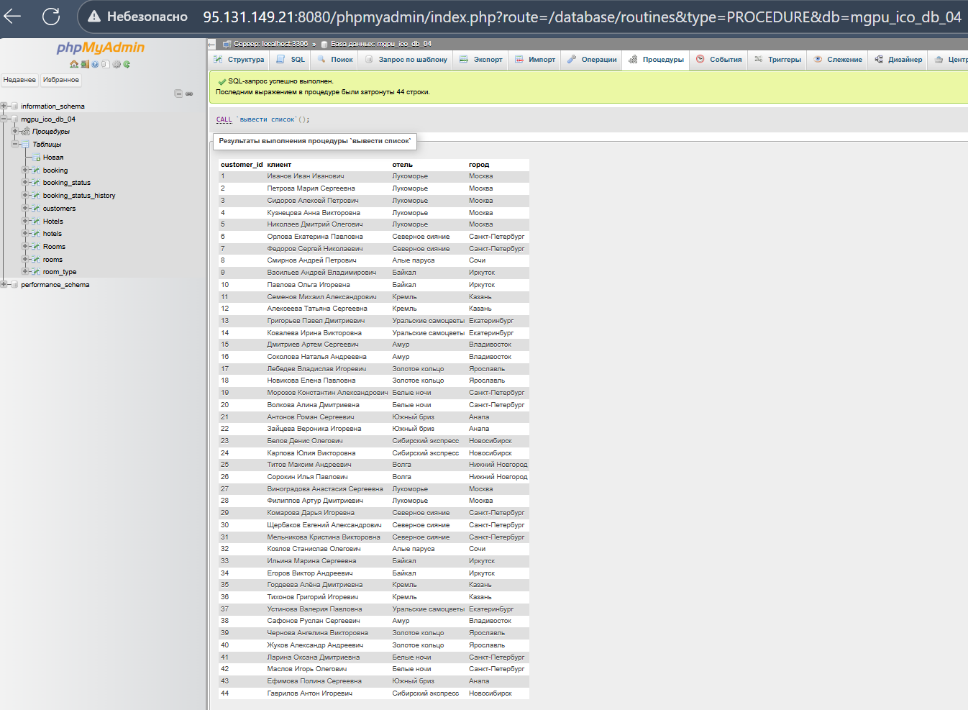 Небезопасно 95.131.149.21:8080/phpmyadmin/index.php?route=/database/routines&type=PROCEDURE&db=mgpu_ico_db_04
phpMyAdmin
Недавнее Избранное
information_schema
mgpu_ico_db_04
Процедуры
Таблицы
Новая
booking
booking_status
booking_status_history
customers
Hotels
hotels
Rooms
rooms
room_type
performance_schema
Сервер: localhost:3306 » База данных: mgpu_ico_db_04
Структура SQL Поиск Запрос по шаблону Экспорт Импорт Операции Процедуры События Триггеры Слежение Дизайнер Центр
SQL-запрос успешно выполнен.
Последним выражением в процедуре были затронуты 44 строки.
CALL `вывести список`();
Результаты выполнения процедуры "вывести список"
customer_id клиент отель город
1 Иванов Иван Иванович Лукоморье Москва
2 Петрова Мария Сергеевна Лукоморье Москва
3 Сидоров Алексей Петрович Лукоморье Москва
4 Кузнецова Анна Викторовна Лукоморье Москва
5 Николаев Дмитрий Олегович Лукоморье Москва
6 Орлова Екатерина Павловна Северное сияние Санкт-Петербург
7 Федоров Сергей Николаевич Северное сияние Санкт-Петербург
8 Смирнов Андрей Петрович Алые паруса Сочи
9 Васильев Андрей Владимирович Байкал Иркутск
10 Павлова Ольга Игоревна Байкал Иркутск
11 Семенов Михаил Александрович Кремль Казань
12 Алексеева Татьяна Сергеевна Кремль Казань
13 Григорьев Павел Дмитриевич Уральские самоцветы Екатеринбург
14 Ковалева Ирина Викторовна Уральские самоцветы Екатеринбург
15 Дмитриев Артем Сергеевич Амур Владивосток
16 Соколова Наталья Андреевна Амур Владивосток
17 Лебедев Владислав Игоревич Золотое кольцо Ярославль
18 Новикова Елена Павловна Золотое кольцо Ярославль
19 Морозов Константин Александрович Белые ночи Санкт-Петербург
20 Волкова Алина Дмитриевна Белые ночи Санкт-Петербург
21 Антонов Роман Сергеевич Южный бриз Анапа
22 Зайцева Вероника Игоревна Южный бриз Анапа
23 Белов Денис Олегович Сибирский экспресс Новосибирск
24 Карпова Юлия Викторовна Сибирский экспресс Новосибирск
25 Титов Максим Андреевич Волга Нижний Новгород
26 Сорокин Илья Павлович Волга Нижний Новгород
27 Виноградова Анастасия Сергеевна Лукоморье Москва
28 Филиппов Артур Дмитриевич Лукоморье Москва
29 Комарова Дарья Игоревна Северное сияние Санкт-Петербург
30 Щербаков Евгений Александрович Северное сияние Санкт-Петербург
31 Мельникова Кристина Викторовна Северное сияние Санкт-Петербург
32 Козлов Станислав Олегович Алые паруса Сочи
33 Ильина Марина Сергеевна Байкал Иркутск
34 Егоров Виктор Андреевич Байкал Иркутск
35 Гордеева Алёна Дмитриевна Кремль Казань
36 Тихонов Григорий Игоревич Кремль Казань
37 Устинова Валерия Павловна Уральские самоцветы Екатеринбург
38 Сафонов Руслан Сергеевич Амур Владивосток
39 Чернова Ангелина Викторовна Золотое кольцо Ярославль
40 Жуков Александр Андреевич Золотое кольцо Ярославль
41 Ларина Оксана Дмитриевна Белые ночи Санкт-Петербург
42 Маслов Игорь Олегович Белые ночи Санкт-Петербург
43 Ефимова Полина Сергеевна Южный бриз Анапа
44 Гаврилов Антон Игоревич Сибирский экспресс Новосибирск